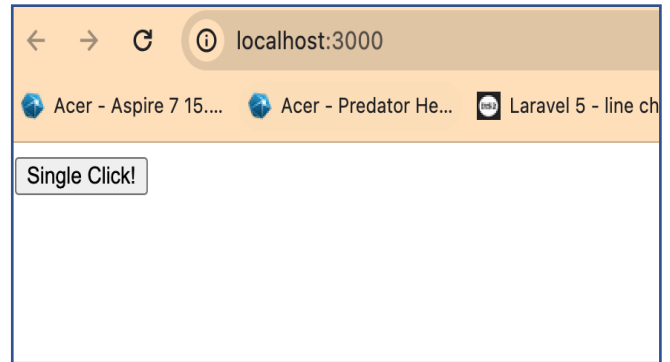 localhost:3000
Acer - Aspire 7 15.... Acer - Predator He... Laravel 5 - line ch
Single Click!